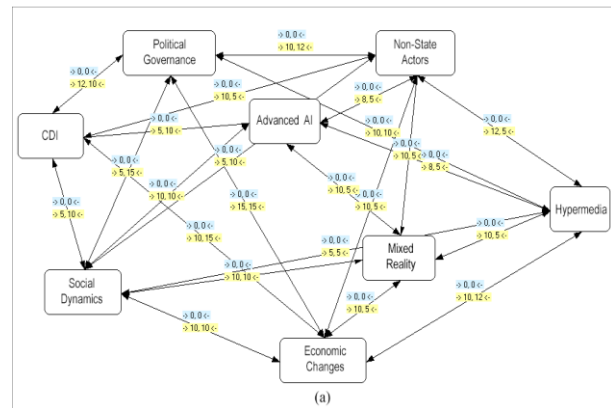 Political
Governance
Non-State
Actors
-> 0, 0 <-
-> 10, 12 <-
-> 0, 0 <-
-> 12, 10 <-
-> 0, 0 <-
-> 10, 5 <-
-> 0, 0 <-
-> 8, 5 <-
CDI
Advanced AI
-> 0, 0 <-
-> 5, 10 <-
-> 0, 0 <-
-> 10, 10 <-
-> 0, 0 <-
-> 12, 5 <-
-> 0, 0 <-
-> 5, 15 <-
-> 0, 0 <-
-> 5, 10 <-
-> 0, 0 <-
-> 10, 5 <-
-> 0, 0 <-
-> 8, 5 <-
-> 0, 0 <-
-> 5, 10 <-
-> 0, 0 <-
-> 10, 10 <-
-> 0, 0 <-
-> 10, 5 <-
-> 0, 0 <-
-> 10, 5 <-
Hypermedia
-> 0, 0 <-
-> 15, 15 <-
-> 0, 0 <-
-> 10, 15 <-
-> 0, 0 <-
-> 5, 5 <-
Mixed
Reality
-> 0, 0 <-
-> 10, 5 <-
Social
Dynamics
-> 0, 0 <-
-> 10, 10 <-
-> 0, 0 <-
-> 10, 12 <-
-> 0, 0 <-
-> 10, 10 <-
-> 0, 0 <-
-> 10, 5 <-
Economic
Changes
(a)